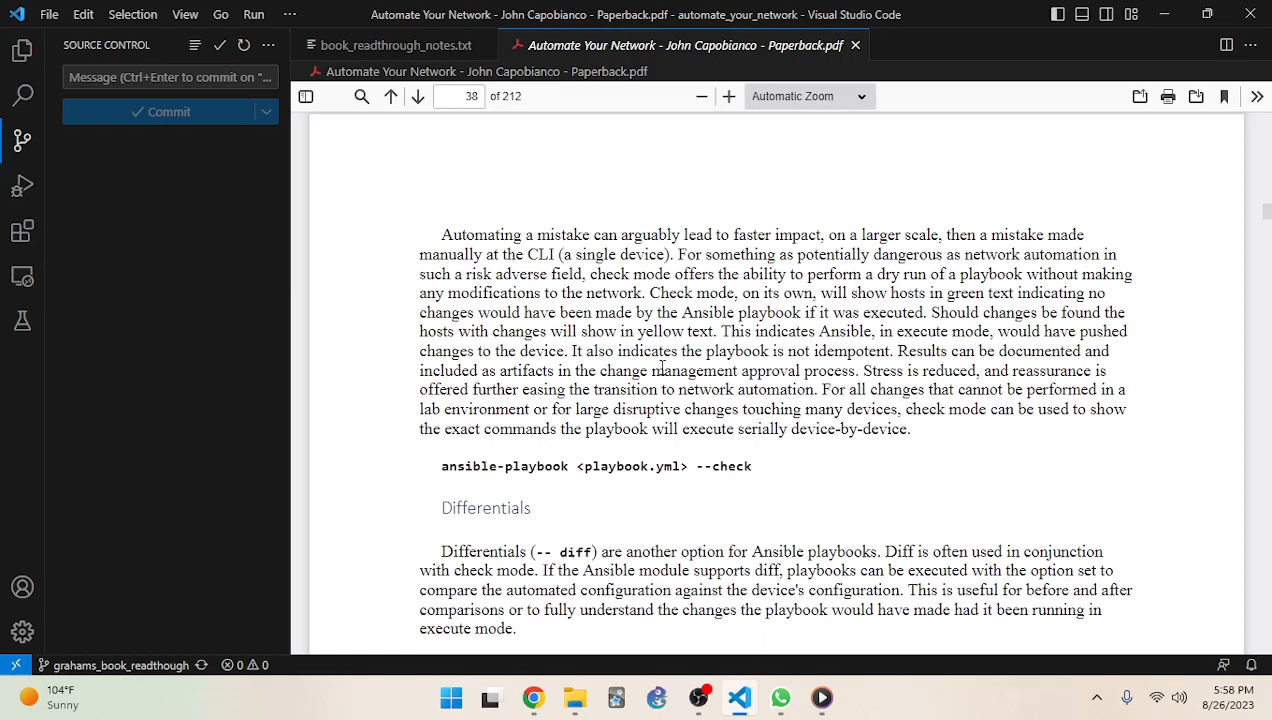 File Edit Selection View Go Run ··· Automate Your Network - John Capobianco - Paperback.pdf - automate_your_network - Visual Studio Code
SOURCE CONTROL
book_readthrough_notes.txt
Automate Your Network - John Capobianco - Paperback.pdf
Message (Ctrl+Enter to commit on "...
Automate Your Network - John Capobianco - Paperback.pdf
38 of 212
Automatic Zoom
Commit
Automating a mistake can arguably lead to faster impact, on a larger scale, then a mistake made
manually at the CLI (a single device). For something as potentially dangerous as network automation in
such a risk adverse field, check mode offers the ability to perform a dry run of a playbook without making
any modifications to the network. Check mode, on its own, will show hosts in green text indicating no
changes would have been made by the Ansible playbook if it was executed. Should changes be found the
hosts with changes will show in yellow text. This indicates Ansible, in execute mode, would have pushed
changes to the device. It also indicates the playbook is not idempotent. Results can be documented and
included as artifacts in the change management approval process. Stress is reduced, and reassurance is
offered further easing the transition to network automation. For all changes that cannot be performed in a
lab environment or for large disruptive changes touching many devices, check mode can be used to show
the exact commands the playbook will execute serially device-by-device.
ansible-playbook <playbook.yml> --check
Differentials
Differentials (-- diff) are another option for Ansible playbooks. Diff is often used in conjunction
with check mode. If the Ansible module supports diff, playbooks can be executed with the option set to
compare the automated configuration against the device's configuration. This is useful for before and after
comparisons or to fully understand the changes the playbook would have made had it been running in
execute mode.
grahams_book_readthough 0 0
104°F
Sunny
5:58 PM
8/26/2023